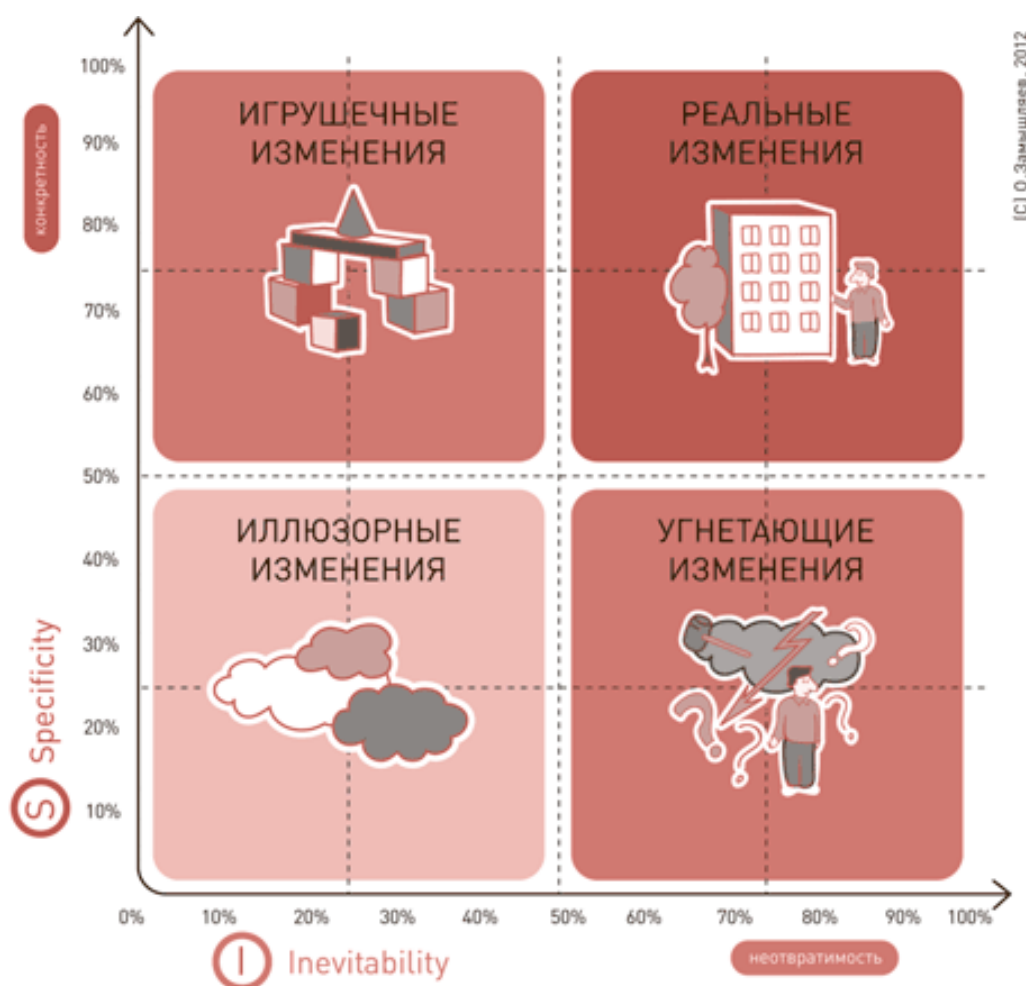 [C] О.Замышляев, 2012
100%
90%
80%
70%
60%
50%
40%
30%
20%
10%
конкретность
S Specificity
ИГРУШЕЧНЫЕ
ИЗМЕНЕНИЯ
РЕАЛЬНЫЕ
ИЗМЕНЕНИЯ
ИЛЛЮЗОРНЫЕ
ИЗМЕНЕНИЯ
УГНЕТАЮЩИЕ
ИЗМЕНЕНИЯ
0% 10% 20% 30% 40% 50% 60% 70% 80% 90% 100%
I Inevitability
неотвратимость